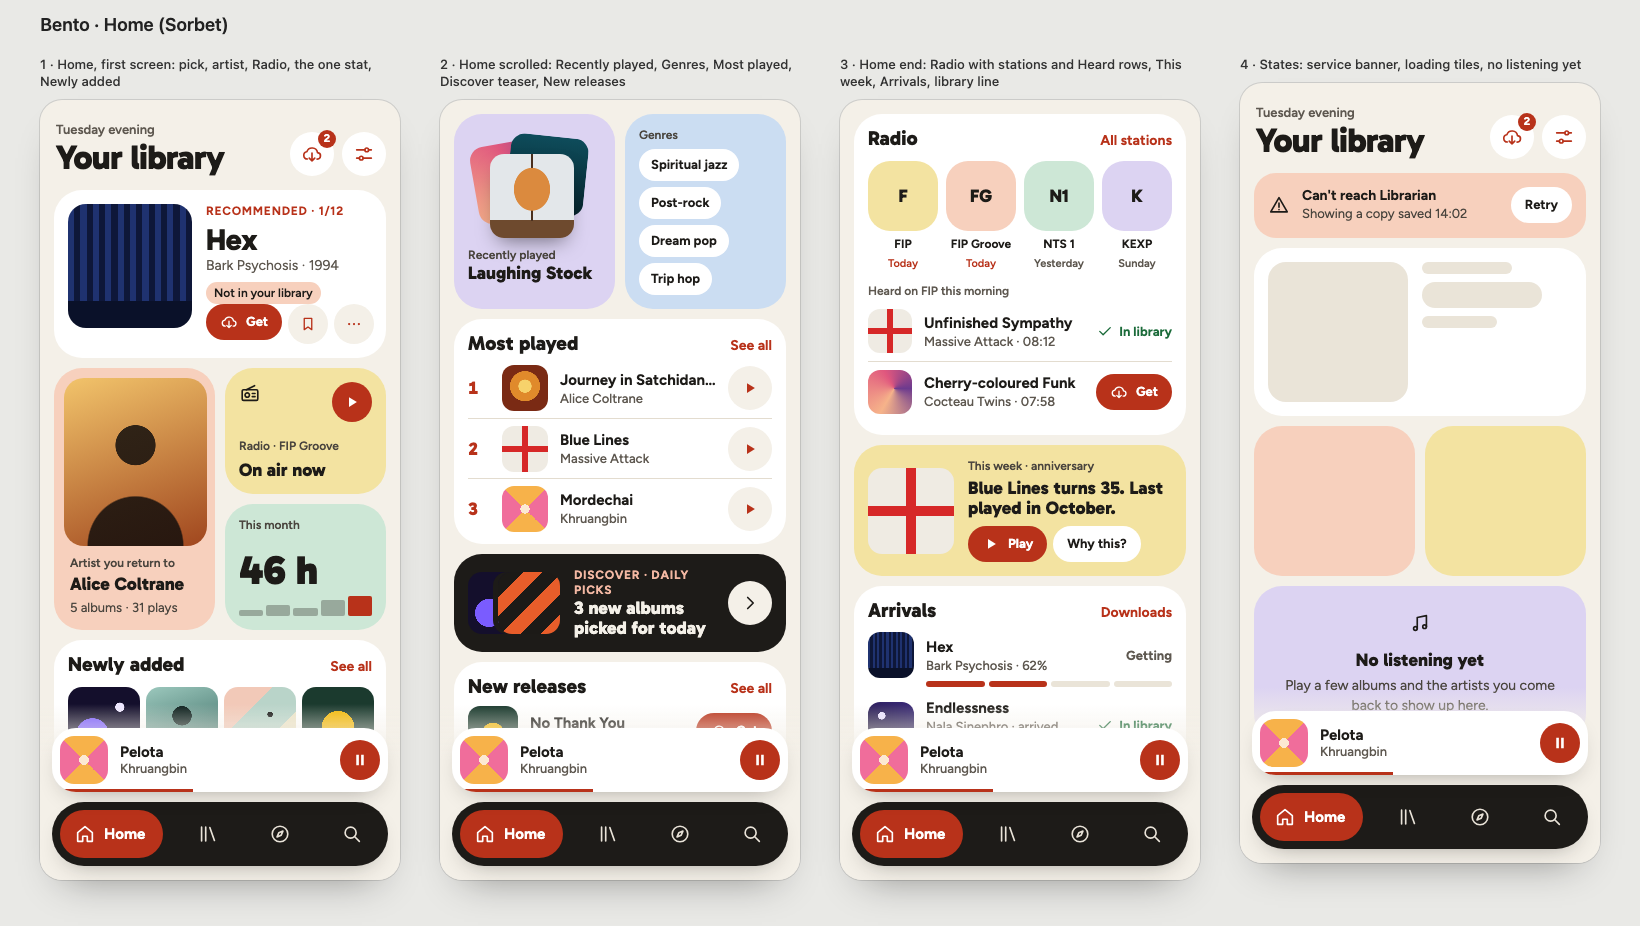 Bento · Home (Sorbet)
1 · Home, first screen: pick, artist, Radio, the one stat,
Newly added
Tuesday evening
Your library
2
RECOMMENDED · 1/12
Hex
Bark Psychosis · 1994
Not in your library
Get
Artist you return to
Alice Coltrane
5 albums · 31 plays
Radio · FIP Groove
On air now
This month
46 h
Newly added
See all
Pelota
Khruangbin
Home
2 · Home scrolled: Recently played, Genres, Most played,
Discover teaser, New releases
Recently played
Laughing Stock
Genres
Spiritual jazz
Post-rock
Dream pop
Trip hop
Most played
See all
1
Journey in Satchidan...
Alice Coltrane
2
Blue Lines
Massive Attack
3
Mordechai
Khruangbin
DISCOVER · DAILY
PICKS
3 new albums
picked for today
New releases
See all
No Thank You
Pelota
Khruangbin
Home
3 · Home end: Radio with stations and Heard rows, This
week, Arrivals, library line
Radio
All stations
F
FG
N1
K
FIP
FIP Groove
NTS 1
KEXP
Today
Today
Yesterday
Sunday
Heard on FIP this morning
Unfinished Sympathy
Massive Attack · 08:12
In library
Cherry-coloured Funk
Cocteau Twins · 07:58
Get
This week · anniversary
Blue Lines turns 35. Last
played in October.
Play
Why this?
Arrivals
Downloads
Hex
Bark Psychosis · 62%
Getting
Endlessness
Nala Sinephro · arrived
In library
Pelota
Khruangbin
Home
4 · States: service banner, loading tiles, no listening yet
Tuesday evening
Your library
2
Can't reach Librarian
Showing a copy saved 14:02
Retry
No listening yet
Play a few albums and the artists you come
back to show up here.
Pelota
Khruangbin
Home